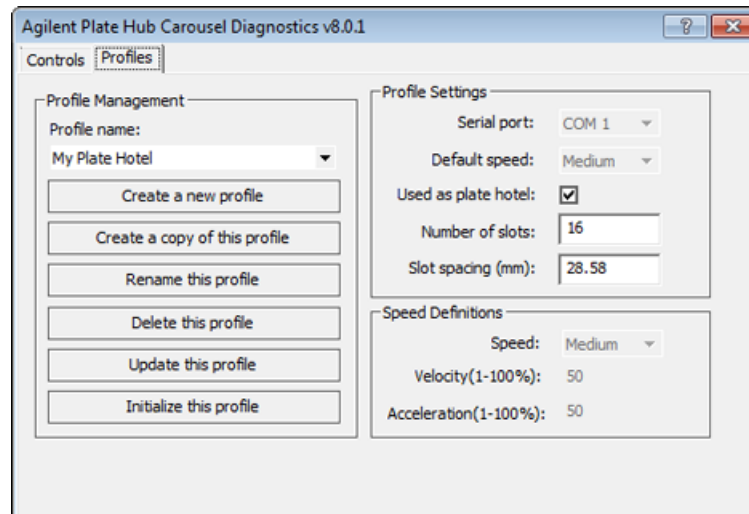 Agilent Plate Hub Carousel Diagnostics v8.0.1
Controls Profiles
Profile Management
Profile name:
My Plate Hotel
Create a new profile
Create a copy of this profile
Rename this profile
Delete this profile
Update this profile
Initialize this profile
Profile Settings
Serial port: COM 1
Default speed: Medium
Used as plate hotel:
Number of slots: 16
Slot spacing (mm): 28.58
Speed Definitions
Speed: Medium
Velocity(1-100%): 50
Acceleration(1-100%): 50